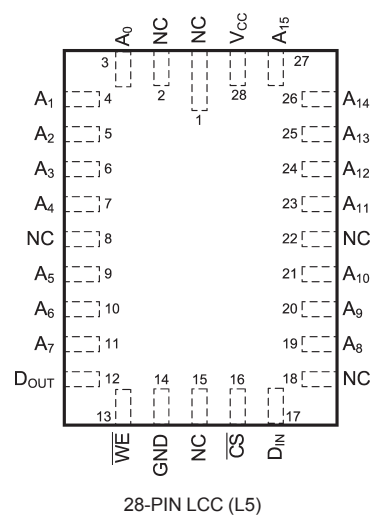 A0 NC NC VCC A15
3 2 1 28 27
A1 4 26 A14
A2 5 25 A13
A3 6 24 A12
A4 7 23 A11
NC 8 22 NC
A5 9 21 A10
A6 10 20 A9
A7 11 19 A8
DOUT 12 18 NC
13 14 15 16 17
W̅E̅ GND NC C̅S̅ DIN
28-PIN LCC (L5)